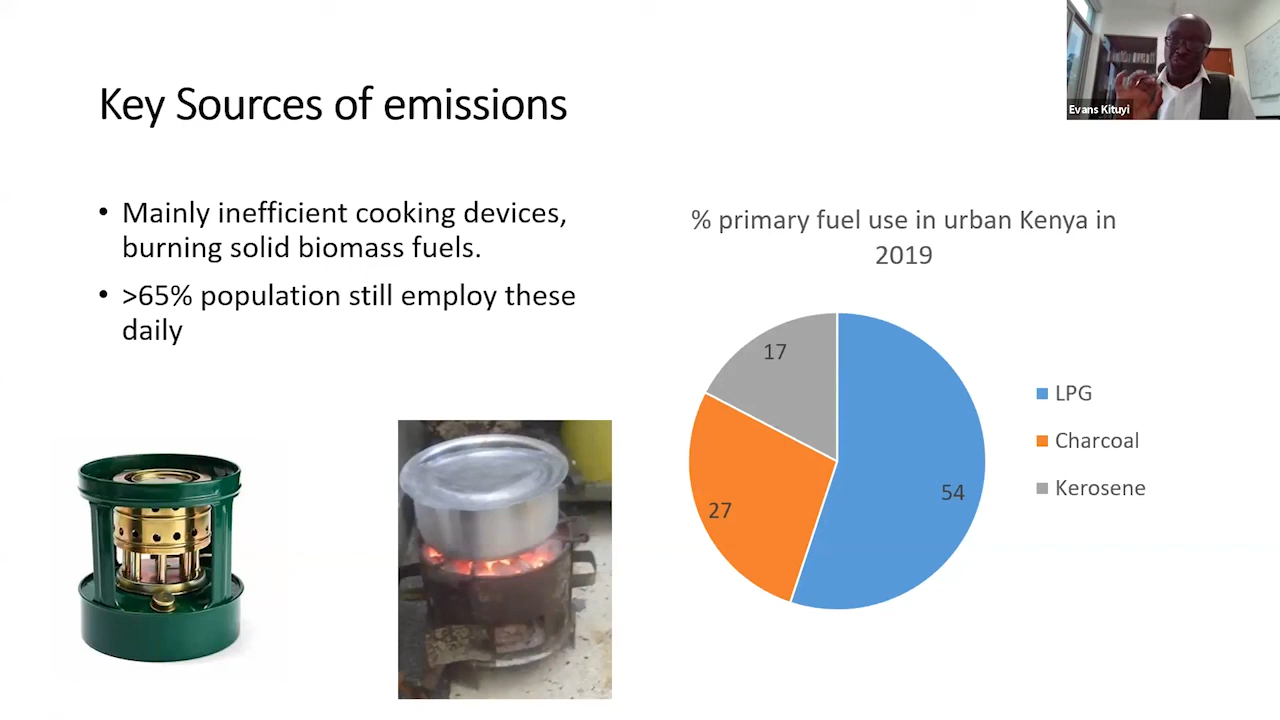 Key Sources of emissions
Evans Kituyi
• Mainly inefficient cooking devices,
burning solid biomass fuels.
• >65% population still employ these
daily
% primary fuel use in urban Kenya in
2019
17
27
54
LPG
Charcoal
Kerosene